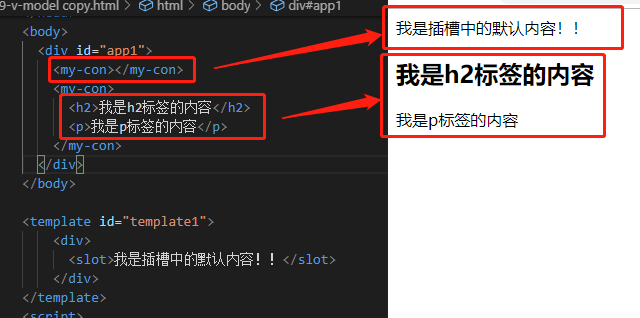 9-v-model copy.html > html > body > div#app1
<body>
<div id="app1">
<my-con></my-con>
<my-con>
<h2>我是h2标签的内容</h2>
<p>我是p标签的内容</p>
</my-con>
</div>
</body>
<template id="template1">
<div>
<slot>我是插槽中的默认内容！！</slot>
</div>
</template>
<script>
我是插槽中的默认内容！！
我是h2标签的内容
我是p标签的内容